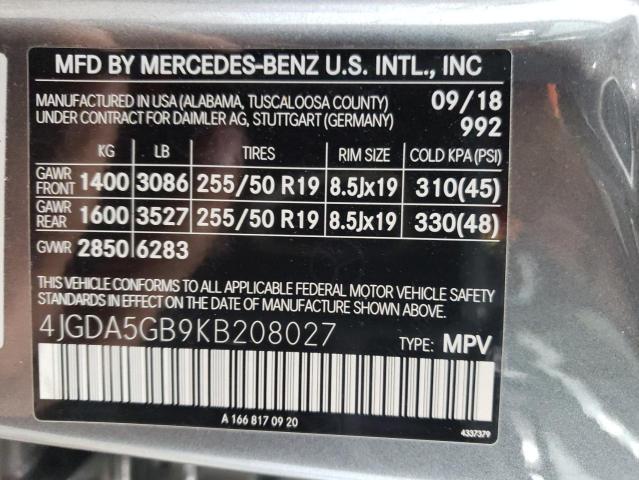 MFD BY MERCEDES-BENZ U.S. INTL., INC
MANUFACTURED IN USA (ALABAMA, TUSCALOOSA COUNTY) 09/18
UNDER CONTRACT FOR DAIMLER AG, STUTTGART (GERMANY) 992
KG LB TIRES RIM SIZE COLD KPA (PSI)
GAWR FRONT 1400 3086 255/50 R19 8.5Jx19 310(45)
GAWR REAR 1600 3527 255/50 R19 8.5Jx19 330(48)
GVWR 2850 6283
THIS VEHICLE CONFORMS TO ALL APPLICABLE FEDERAL MOTOR VEHICLE SAFETY
STANDARDS IN EFFECT ON THE DATE OF MANUFACTURE SHOWN ABOVE.
4JGDA5GB9KB208027 TYPE: MPV
A 166 817 09 20
4337379